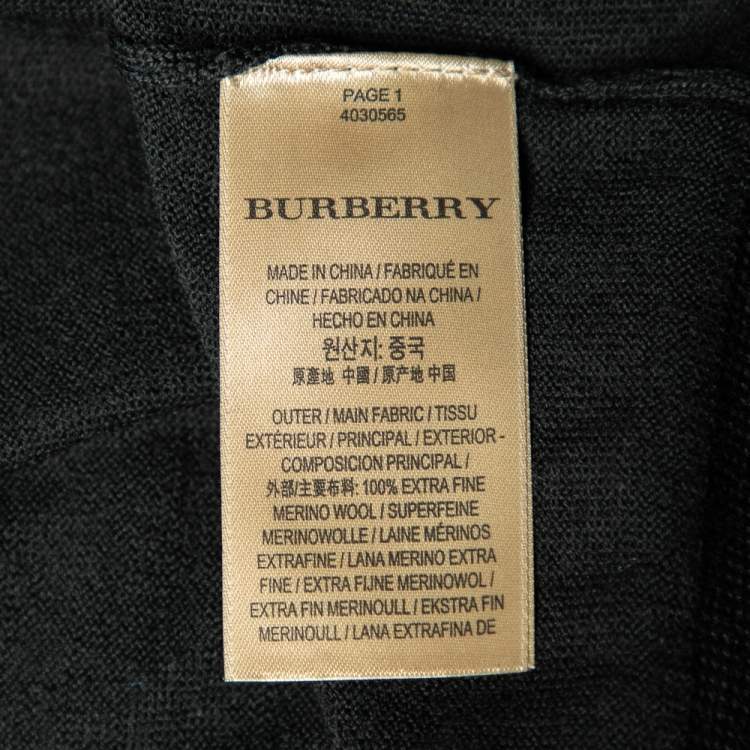 PAGE 1
4030565
BURBERRY
MADE IN CHINA / FABRIQUÉ EN
CHINE / FABRICADO NA CHINA /
HECHO EN CHINA
원산지: 중국
原產地 中國 / 原产地 中国
OUTER / MAIN FABRIC / TISSU
EXTÉRIEUR / PRINCIPAL / EXTERIOR -
COMPOSICION PRINCIPAL /
外部/主要布料: 100% EXTRA FINE
MERINO WOOL / SUPERFEINE
MERINOWOLLE / LAINE MÉRINOS
EXTRAFINE / LANA MERINO EXTRA
FINE / EXTRA FIJNE MERINOWOL /
EXTRA FIN MERINOULL / EKSTRA FIN
MERINOULL / LANA EXTRAFINA DE